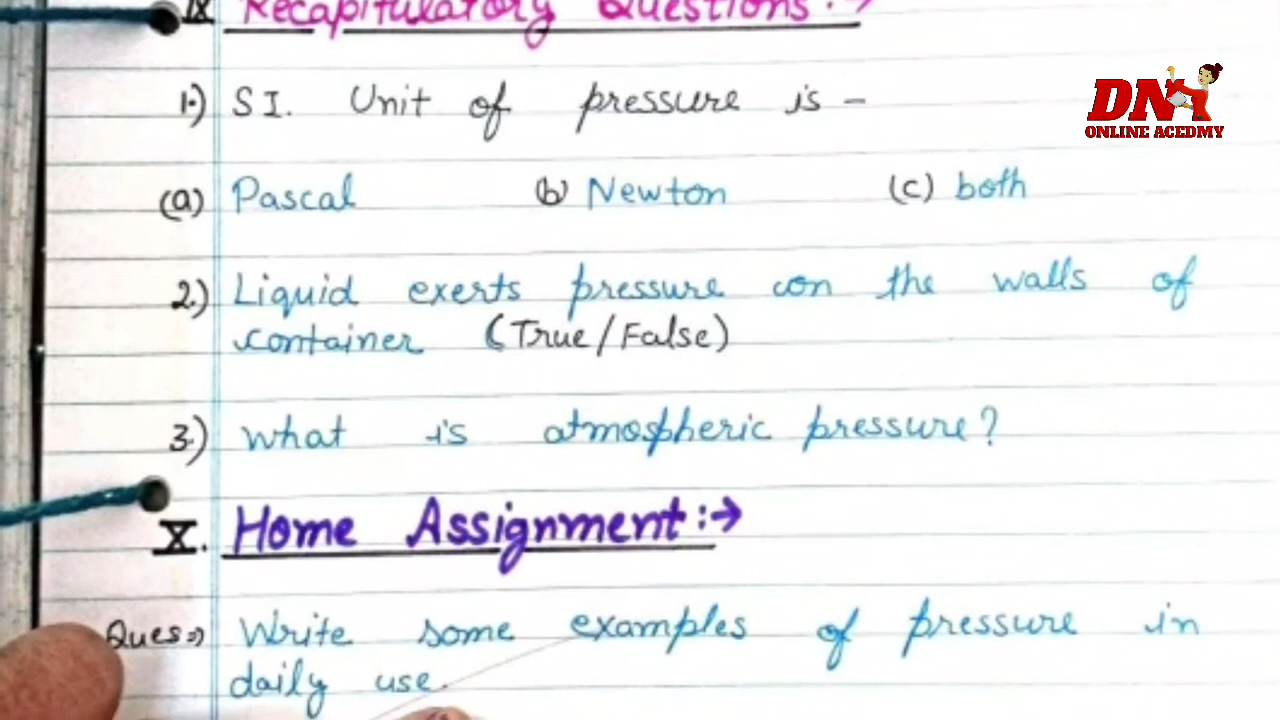 IX Recapitulatory Questions :→
DNA
ONLINE ACEDMY
1.) SI. Unit of pressure is –
(a) Pascal (b) Newton (c) both
2.) Liquid exerts pressure on the walls of
container (True/False)
3.) What is atmospheric pressure?
X. Home Assignment :→
Ques⇒ Write some examples of pressure in
daily use.